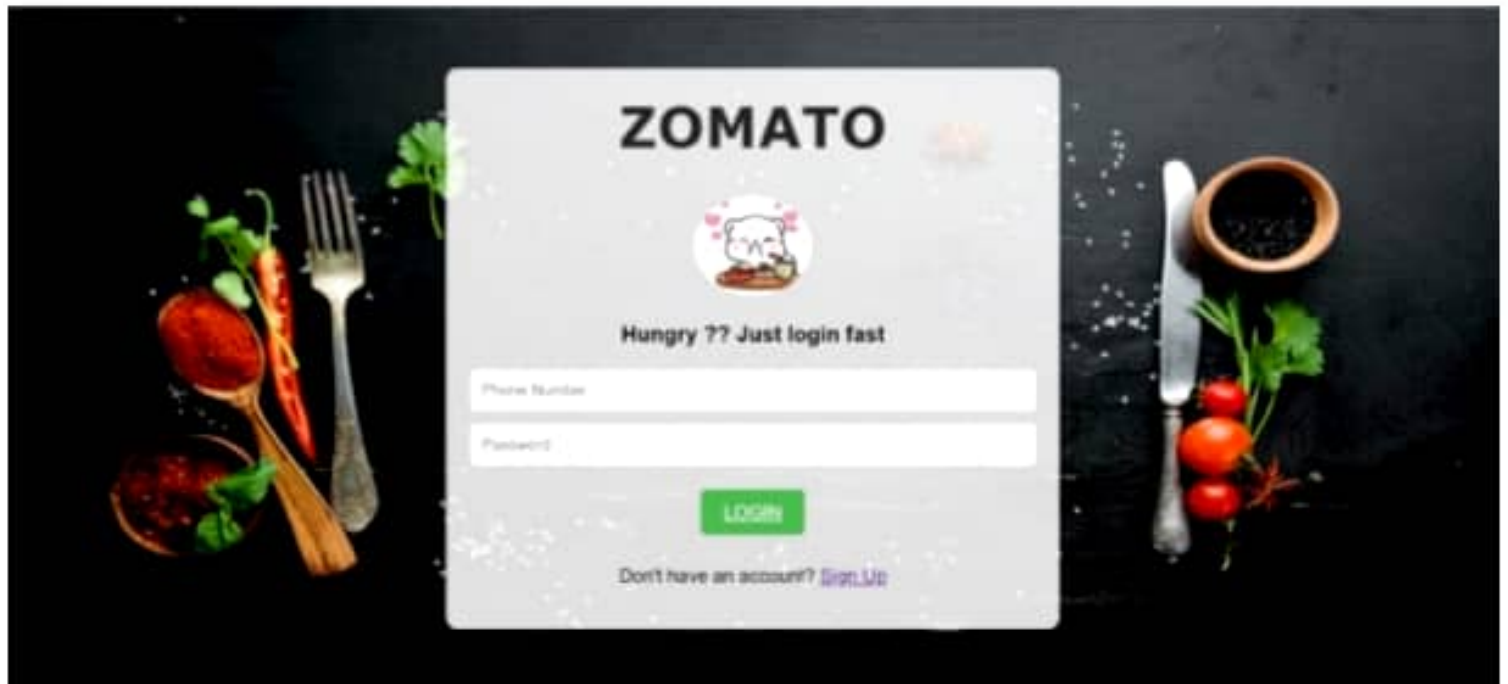 ZOMATO
Hungry ?? Just login fast
Phone Number
Password
LOGIN
Don't have an account? Sign Up